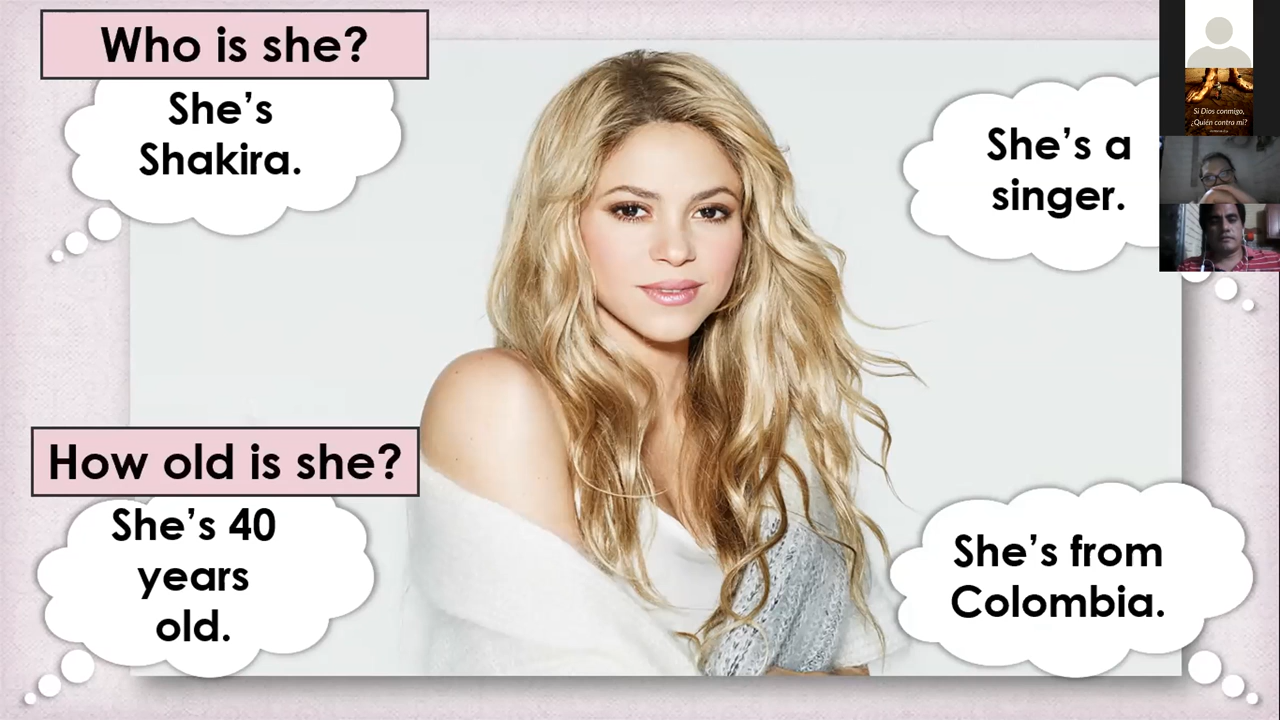 Who is she?
She's
Shakira.
She's a
singer.
Si Dios conmigo,
¿Quién contra mi?
How old is she?
She's 40
years
old.
She's from
Colombia.